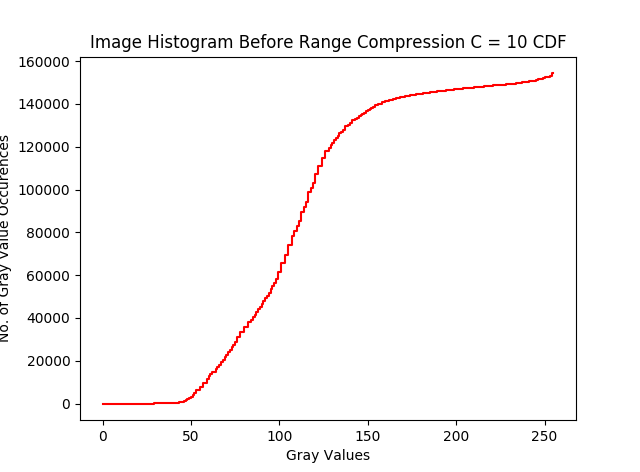 Image Histogram Before Range Compression C = 10 CDF
160000
140000
120000
100000
80000
60000
40000
20000
0
No. of Gray Value Occurences
0 50 100 150 200 250
Gray Values